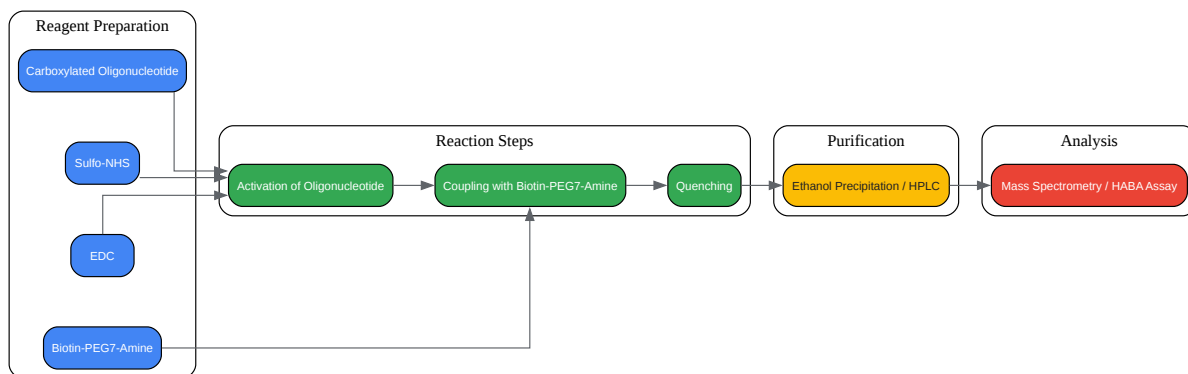 Reagent Preparation
Carboxylated Oligonucleotide
Sulfo-NHS
EDC
Biotin-PEG7-Amine
Reaction Steps
Activation of Oligonucleotide
Coupling with Biotin-PEG7-Amine
Quenching
Purification
Ethanol Precipitation / HPLC
Analysis
Mass Spectrometry / HABA Assay